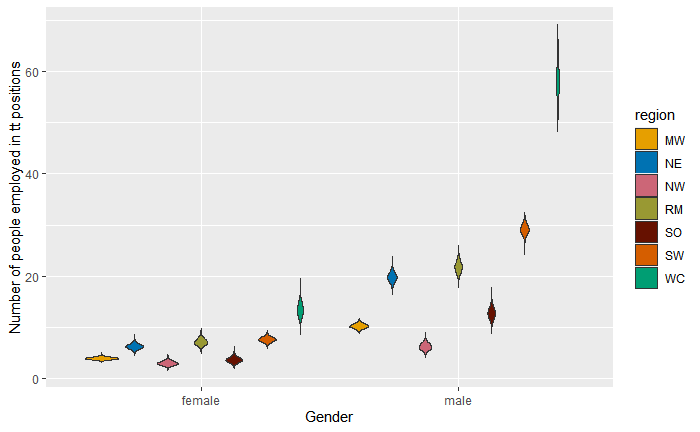 Number of people employed in tt positions
60
40
20
0
female
male
Gender
region
MW
NE
NW
RM
SO
SW
WC